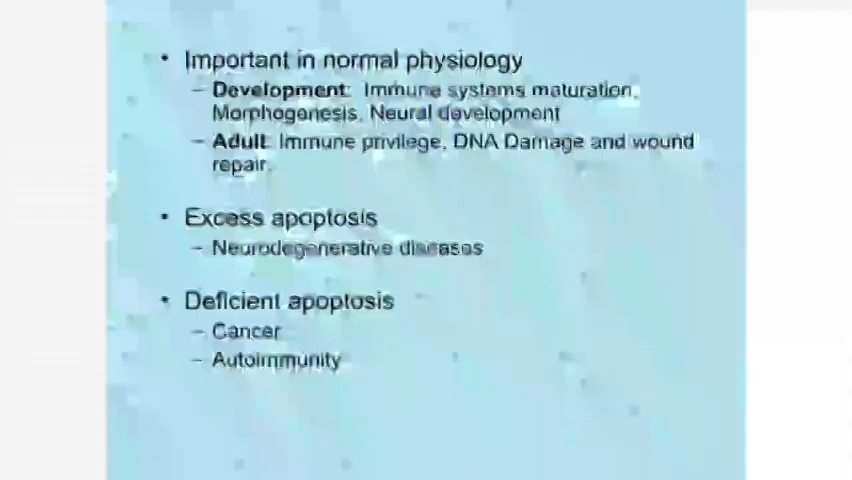 • Important in normal physiology
– Development: Immune systems maturation,
Morphogenesis, Neural development
– Adult: Immune privilege, DNA Damage and wound
repair.
• Excess apoptosis
– Neurodegenerative diseases
• Deficient apoptosis
– Cancer
– Autoimmunity